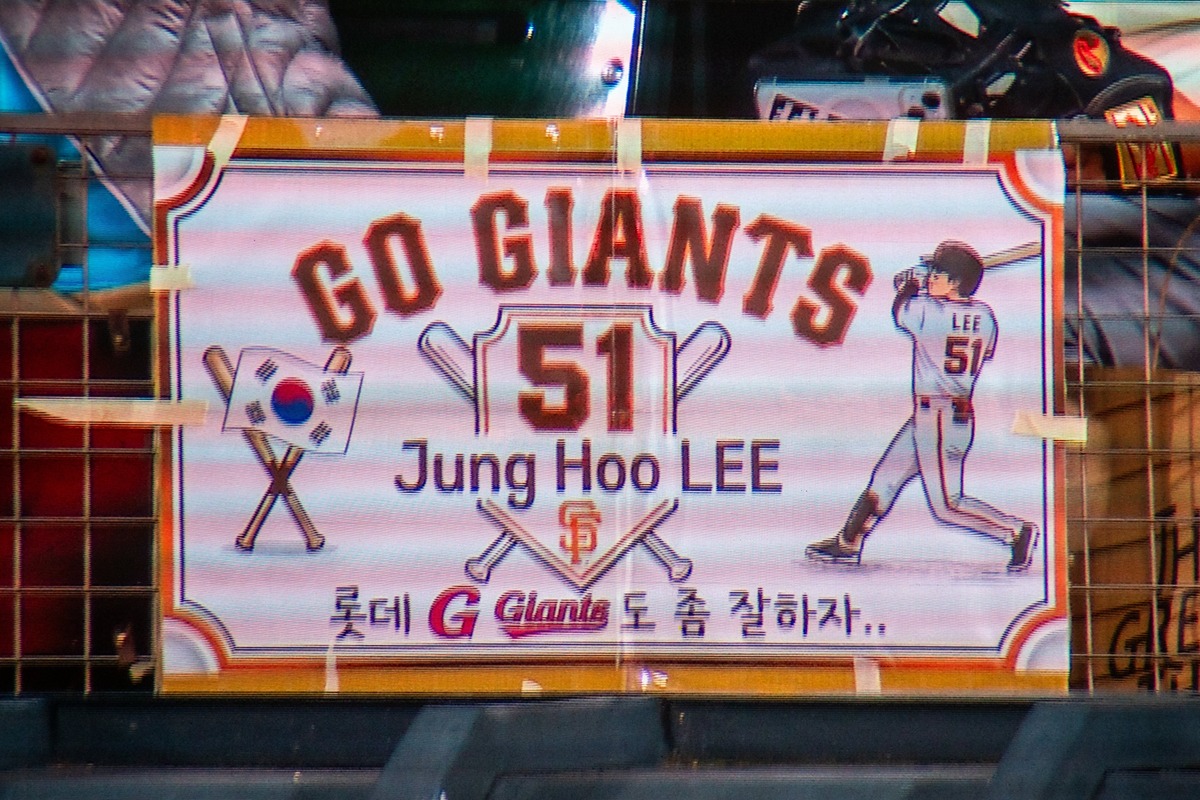 GO GIANTS
51
LEE
51
Jung Hoo LEE
SF
롯데 G Giants 도 좀 잘하자..